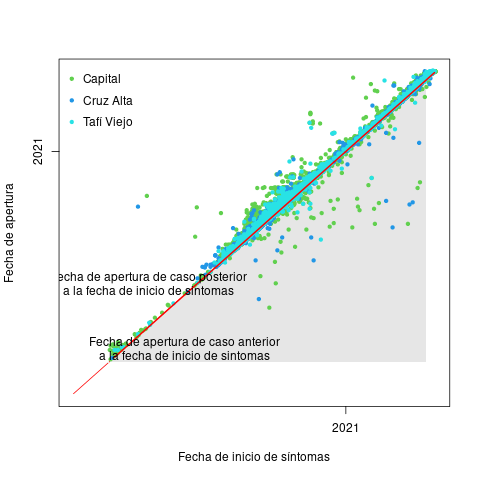 Capital
Cruz Alta
Tafí Viejo
2021
Fecha de apertura
echa de apertura de caso posterior
a la fecha de inicio de síntomas
Fecha de apertura de caso anterior
a la fecha de inicio de síntomas
2021
Fecha de inicio de síntomas